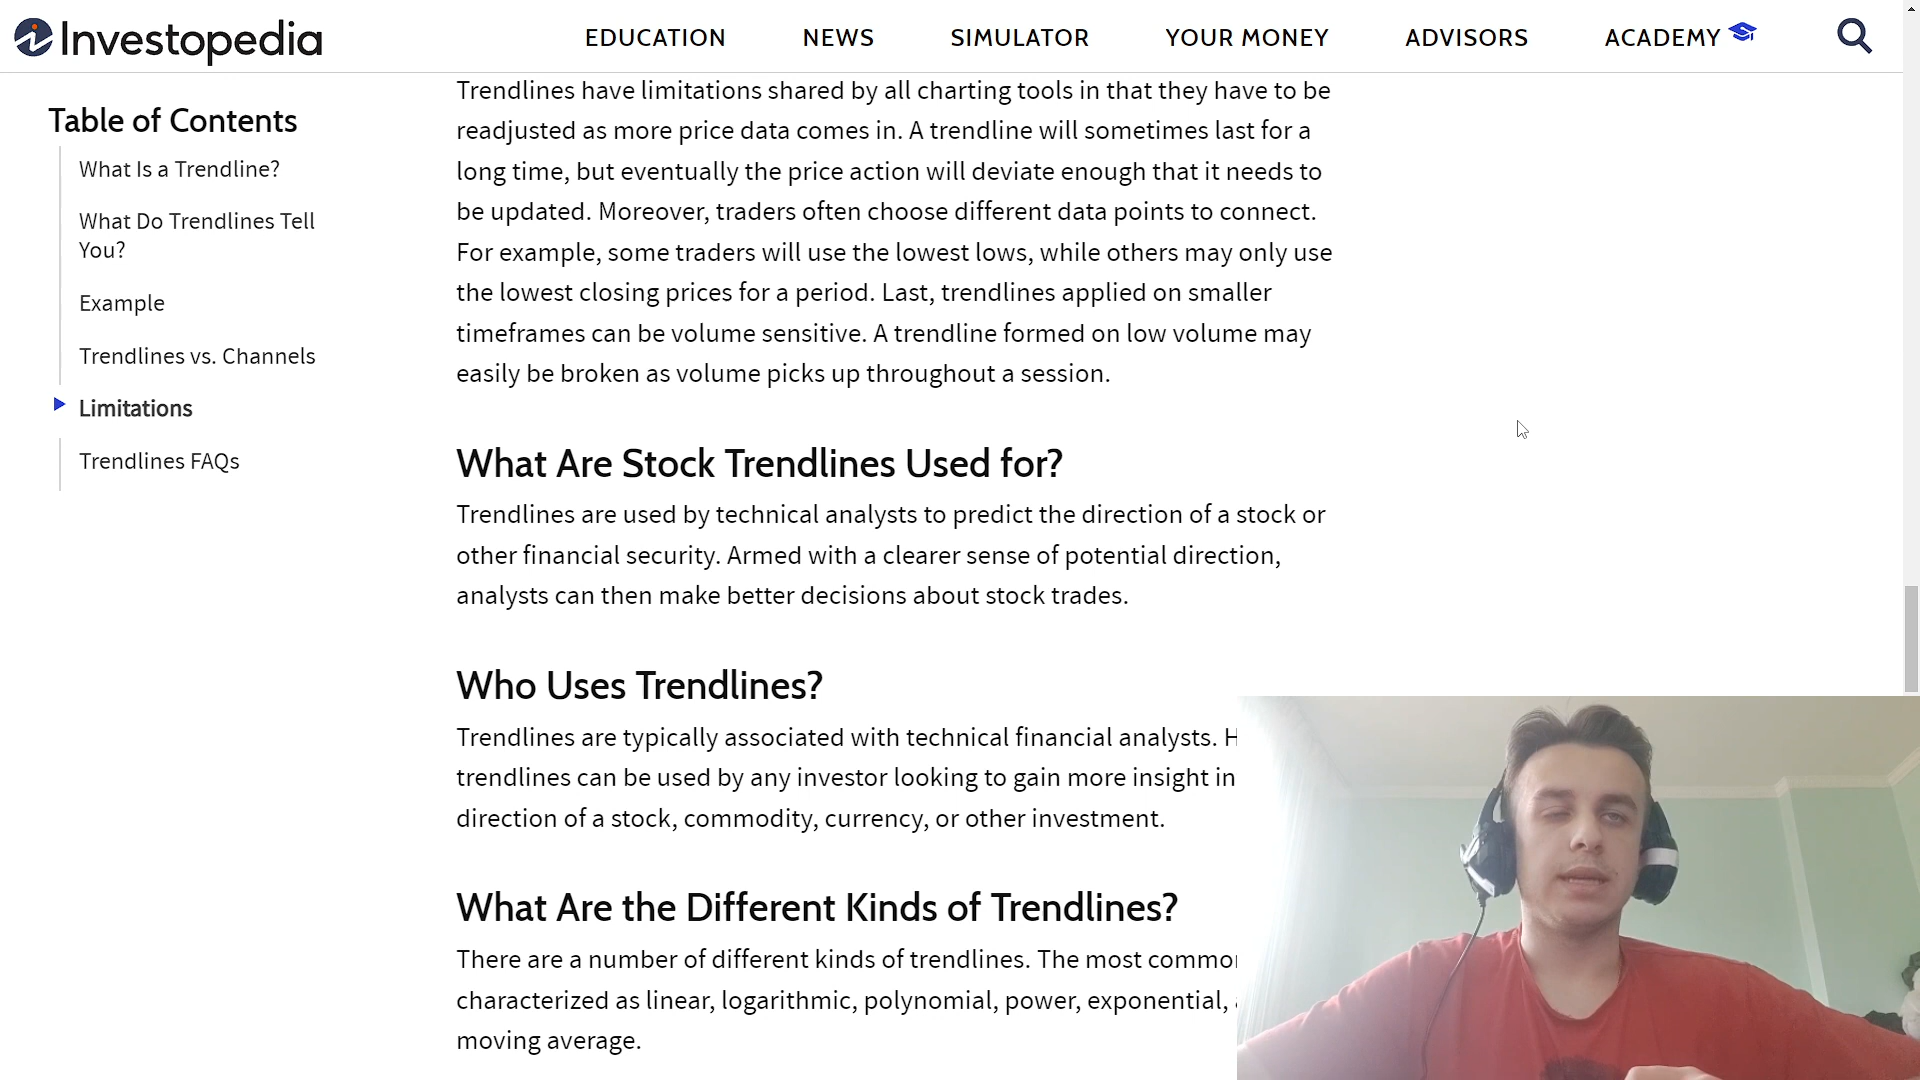 Investopedia
EDUCATION
NEWS
SIMULATOR
YOUR MONEY
ADVISORS
ACADEMY
Table of Contents
What Is a Trendline?
What Do Trendlines Tell
You?
Example
Trendlines vs. Channels
Limitations
Trendlines FAQs
Trendlines have limitations shared by all charting tools in that they have to be
readjusted as more price data comes in. A trendline will sometimes last for a
long time, but eventually the price action will deviate enough that it needs to
be updated. Moreover, traders often choose different data points to connect.
For example, some traders will use the lowest lows, while others may only use
the lowest closing prices for a period. Last, trendlines applied on smaller
timeframes can be volume sensitive. A trendline formed on low volume may
easily be broken as volume picks up throughout a session.
What Are Stock Trendlines Used for?
Trendlines are used by technical analysts to predict the direction of a stock or
other financial security. Armed with a clearer sense of potential direction,
analysts can then make better decisions about stock trades.
Who Uses Trendlines?
Trendlines are typically associated with technical financial analysts.
trendlines can be used by any investor looking to gain more insight in
direction of a stock, commodity, currency, or other investment.
What Are the Different Kinds of Trendlines?
There are a number of different kinds of trendlines. The most common
characterized as linear, logarithmic, polynomial, power, exponential,
moving average.